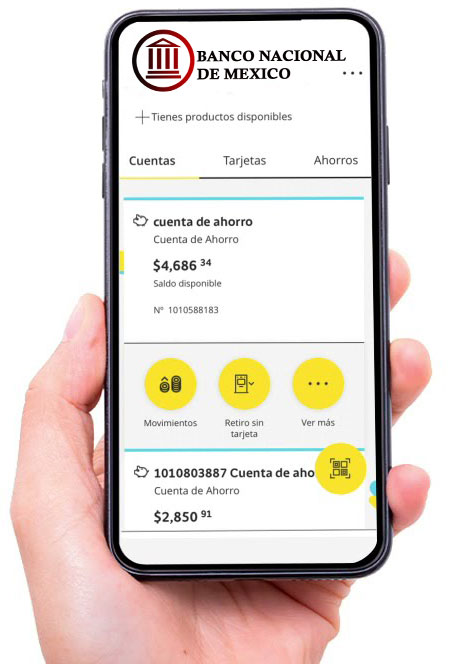 BANCO NACIONAL
DE MEXICO
Tienes productos disponibles
Cuentas Tarjetas Ahorros
cuenta de ahorro
Cuenta de Ahorro
$4,686 34
Saldo disponible
N° 1010588183
Movimientos Retiro sin tarjeta Ver más
1010803887 Cuenta de aho
Cuenta de Ahorro
$2,850 91